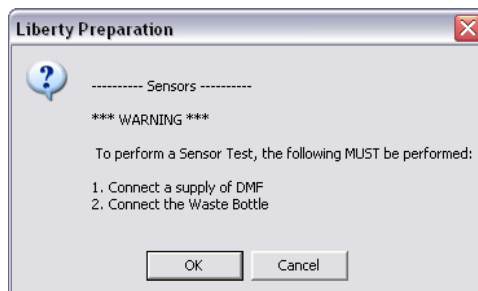 Liberty Preparation
---------- Sensors ----------
*** WARNING ***
To perform a Sensor Test, the following MUST be performed:
1. Connect a supply of DMF
2. Connect the Waste Bottle
OK Cancel